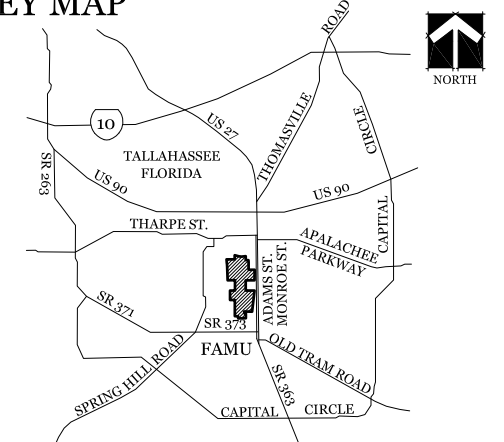 EY MAP
ROAD
NORTH
10
US 27
THOMASVILLE
CIRCLE
TALLAHASSEE
FLORIDA
SR 263
US 90
US 90
THARPE ST.
CAPITAL
APALACHEE
PARKWAY
ADAMS ST.
MONROE ST.
SR 371
SR 373
FAMU
OLD TRAM ROAD
SPRING HILL ROAD
SR 363
CAPITAL CIRCLE